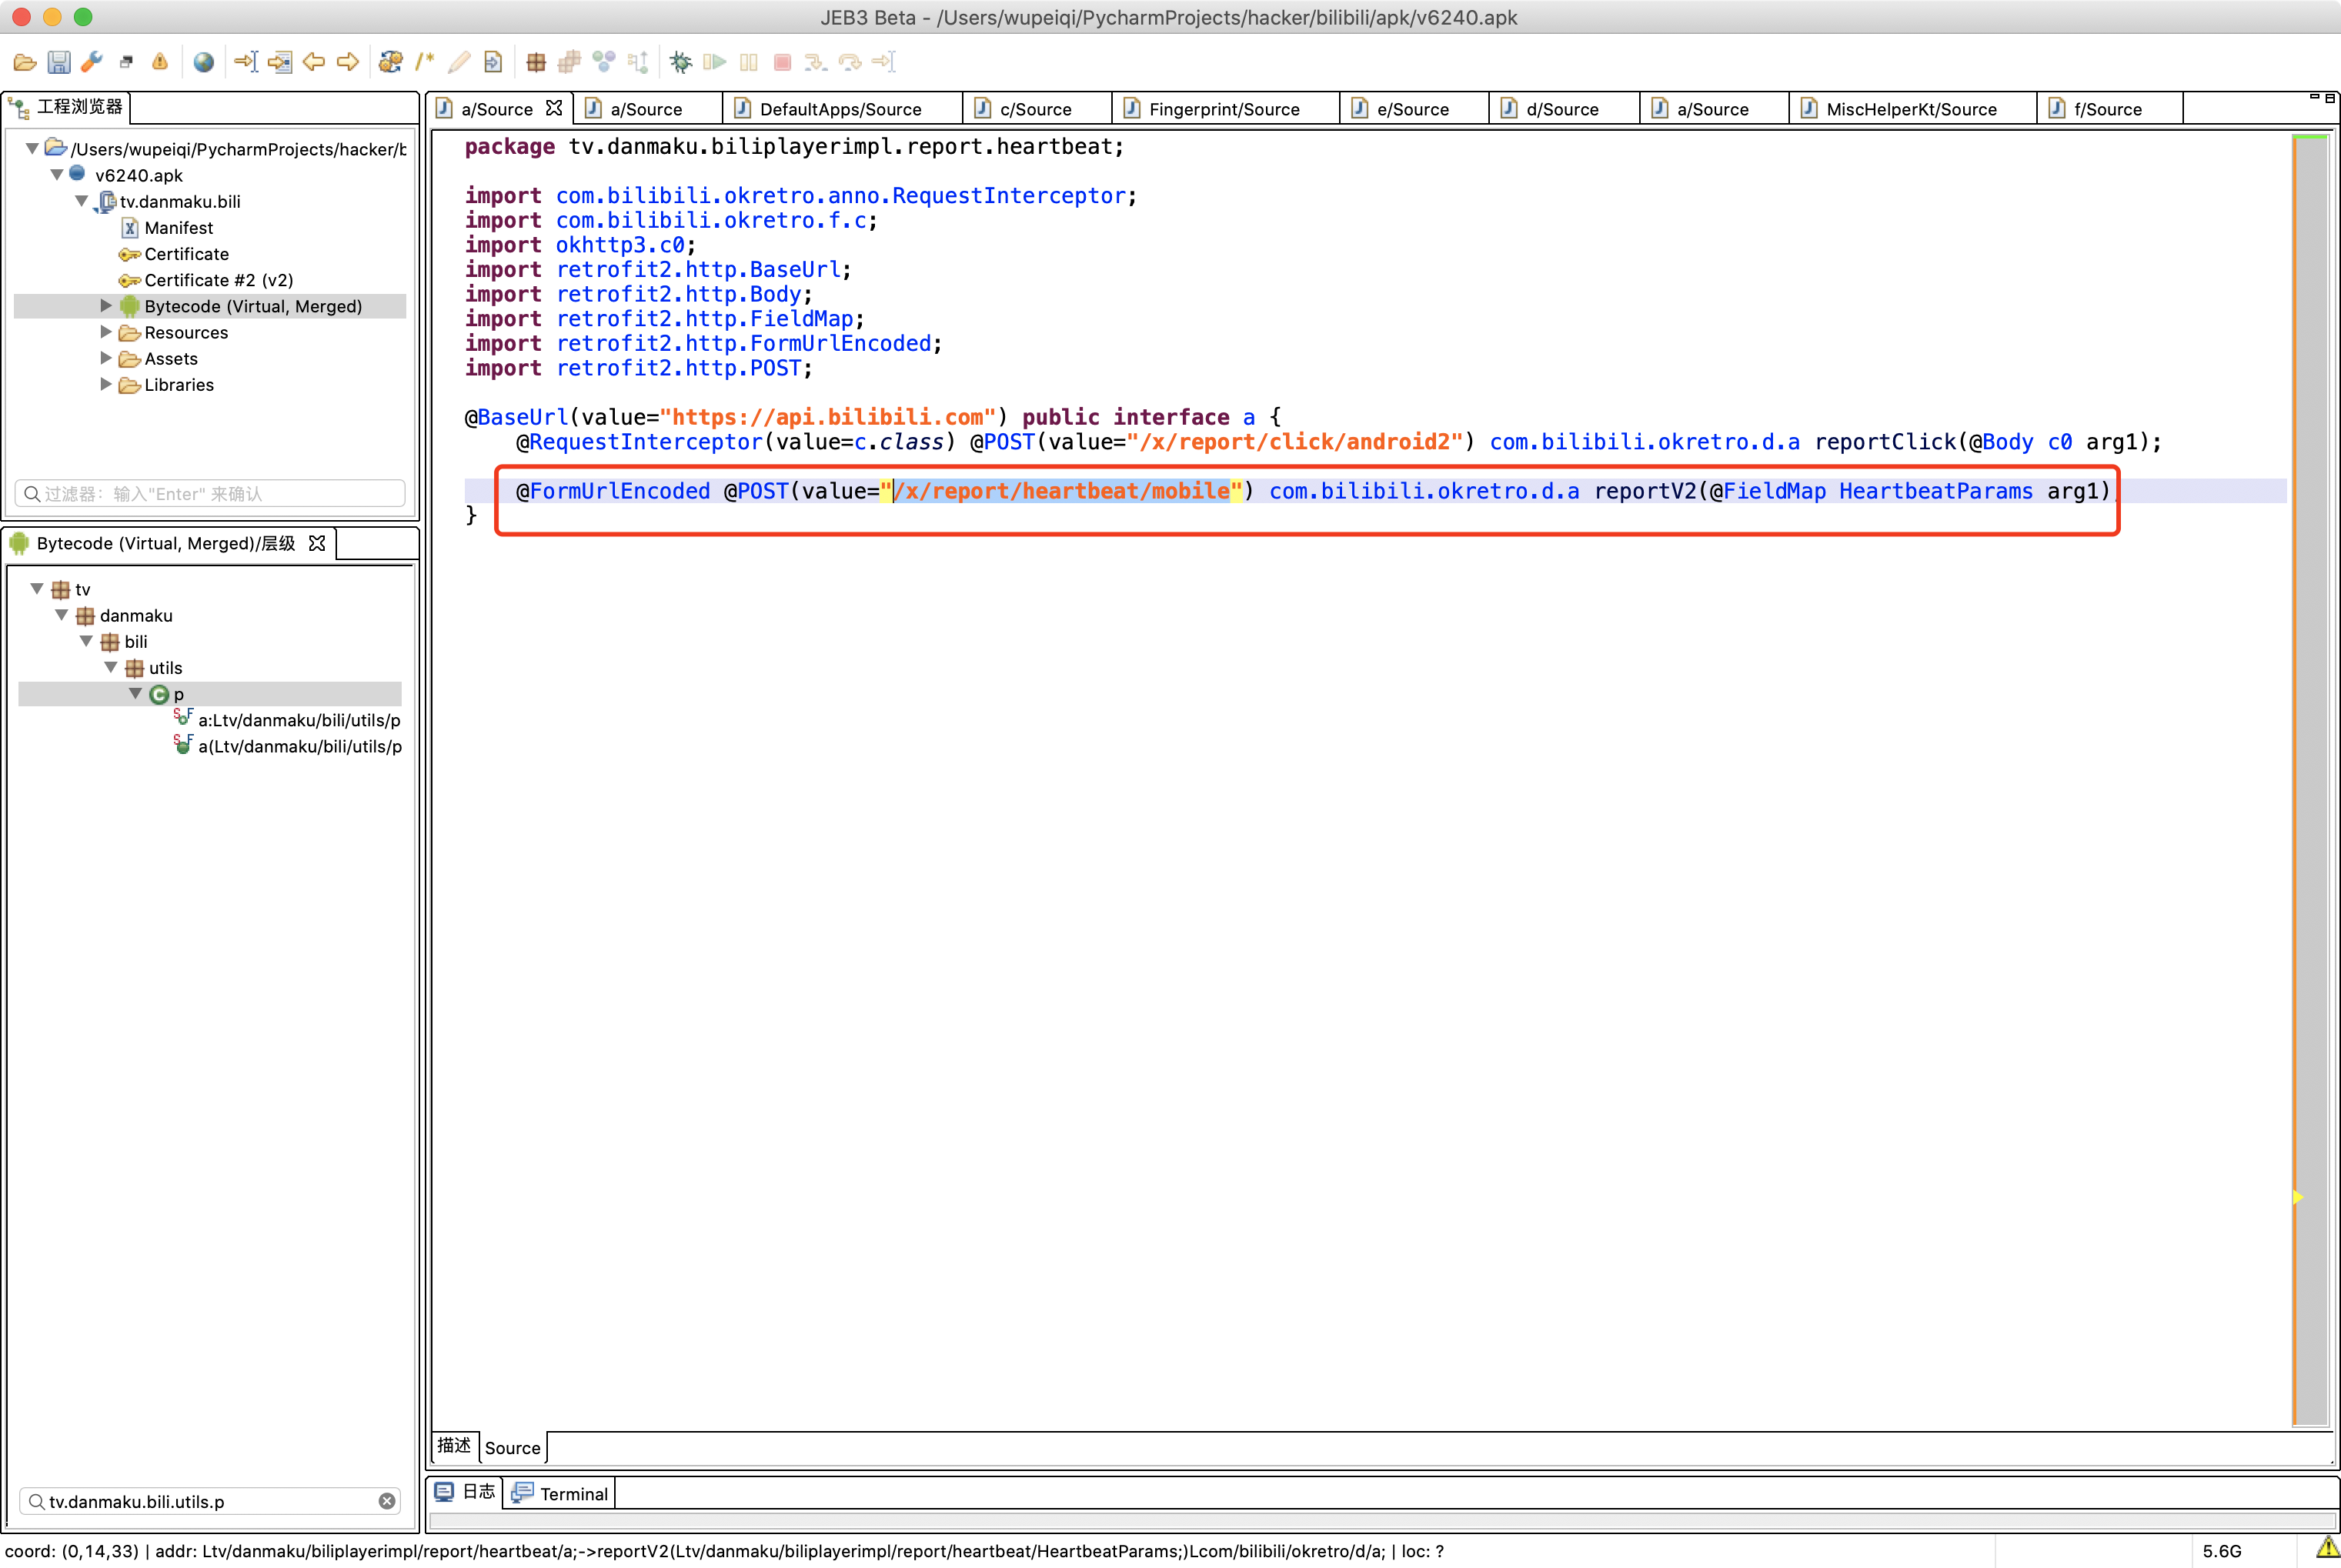 JEB3 Beta - /Users/wupeiqi/PycharmProjects/hacker/bilibili/apk/v6240.apk
工程浏览器
/Users/wupeiqi/PycharmProjects/hacker/b
v6240.apk
tv.danmaku.bili
Manifest
Certificate
Certificate #2 (v2)
Bytecode (Virtual, Merged)
Resources
Assets
Libraries
过滤器：输入"Enter" 来确认
Bytecode (Virtual, Merged)/层级
tv
danmaku
bili
utils
p
a:Ltv/danmaku/bili/utils/p
a(Ltv/danmaku/bili/utils/p
tv.danmaku.bili.utils.p
a/Source
a/Source
DefaultApps/Source
c/Source
Fingerprint/Source
e/Source
d/Source
a/Source
MiscHelperKt/Source
f/Source
package tv.danmaku.biliplayerimpl.report.heartbeat;
import com.bilibili.okretro.anno.RequestInterceptor;
import com.bilibili.okretro.f.c;
import okhttp3.c0;
import retrofit2.http.BaseUrl;
import retrofit2.http.Body;
import retrofit2.http.FieldMap;
import retrofit2.http.FormUrlEncoded;
import retrofit2.http.POST;
@BaseUrl(value="https://api.bilibili.com") public interface a {
@RequestInterceptor(value=c.class) @POST(value="/x/report/click/android2") com.bilibili.okretro.d.a reportClick(@Body c0 arg1);
@FormUrlEncoded @POST(value="/x/report/heartbeat/mobile") com.bilibili.okretro.d.a reportV2(@FieldMap HeartbeatParams arg1)
}
描述
Source
日志
Terminal
coord: (0,14,33) | addr: Ltv/danmaku/biliplayerimpl/report/heartbeat/a;->reportV2(Ltv/danmaku/biliplayerimpl/report/heartbeat/HeartbeatParams;)Lcom/bilibili/okretro/d/a; | loc: ?
5.6G